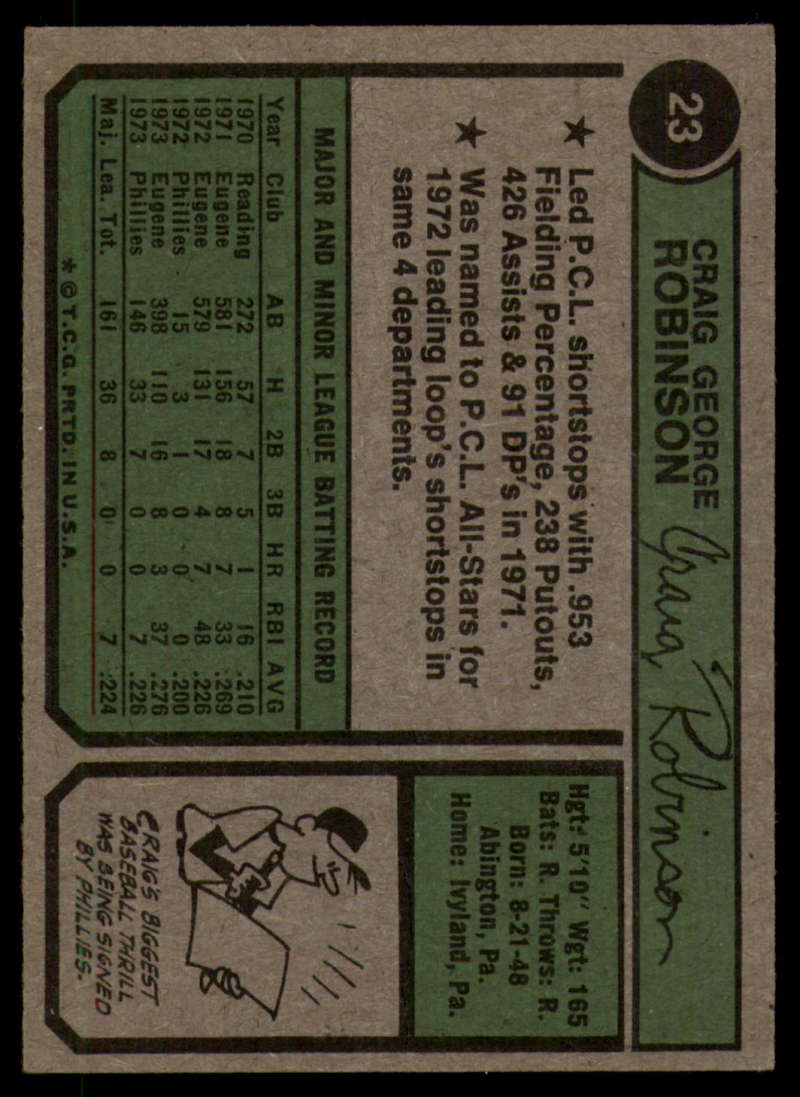 23
CRAIG GEORGE
ROBINSON
Craig Robinson
★ Led P.C.L. shortstops with .953
Fielding Percentage, 238 Putouts,
426 Assists & 91 DP's in 1971.
★ Was named to P.C.L. All-Stars for
1972 leading loop's shortstops in
same 4 departments.
MAJOR AND MINOR LEAGUE BATTING RECORD
Year Club AB H 2B 3B HR RBI AVG
1970 Reading 272 57 7 5 1 16 .210
1971 Eugene 581 156 18 8 7 33 .269
1972 Eugene 579 131 17 4 7 48 .226
1972 Phillies 15 3 1 0 0 0 .200
1973 Eugene 398 110 16 8 3 37 .276
1973 Phillies 146 33 7 0 0 7 .226
Maj. Lea. Tot. 161 36 8 0 0 7 .224
* © T.C.G. PRTD. IN U.S.A.
Hgt: 5'10" Wgt: 165
Bats: R. Throws: R.
Born: 8-21-48
Abington, Pa.
Home: Ivyland, Pa.
CRAIG'S BIGGEST
BASEBALL THRILL
WAS BEING SIGNED
BY PHILLIES.